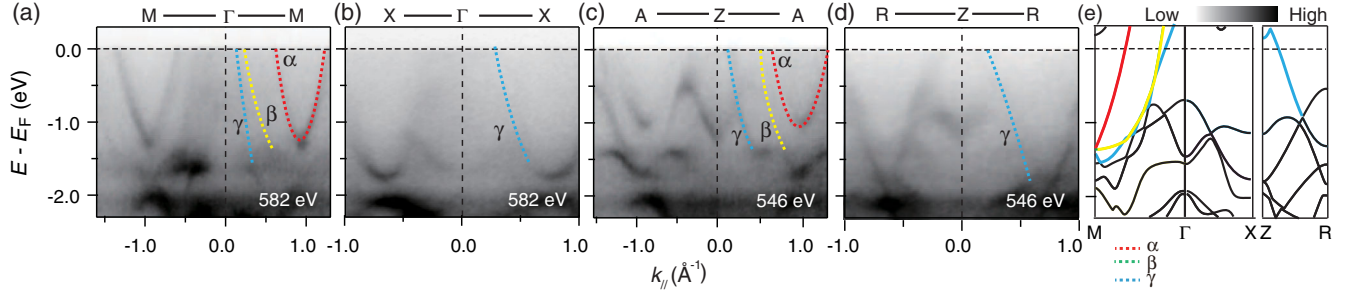 (a) M Γ M
(b) X Γ X
(c) A Z A
(d) R Z R
(e) Low High
E - E_F (eV)
0.0
-1.0
-2.0
α
β
γ
582 eV
γ
582 eV
α
β
γ
546 eV
γ
546 eV
-1.0 0.0 1.0
-1.0 0.0 1.0
-1.0 0.0 1.0
-1.0 0.0 1.0
k_// (Å⁻¹)
M Γ X Z R
α
β
γ